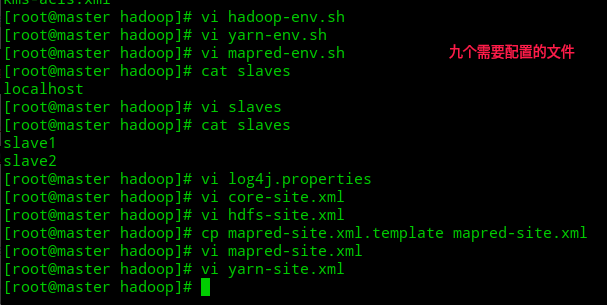 kms-acls.xml
[root@master hadoop]# vi hadoop-env.sh
[root@master hadoop]# vi yarn-env.sh
[root@master hadoop]# vi mapred-env.sh
九个需要配置的文件
[root@master hadoop]# cat slaves
localhost
[root@master hadoop]# vi slaves
[root@master hadoop]# cat slaves
slave1
slave2
[root@master hadoop]# vi log4j.properties
[root@master hadoop]# vi core-site.xml
[root@master hadoop]# vi hdfs-site.xml
[root@master hadoop]# cp mapred-site.xml.template mapred-site.xml
[root@master hadoop]# vi mapred-site.xml
[root@master hadoop]# vi yarn-site.xml
[root@master hadoop]#